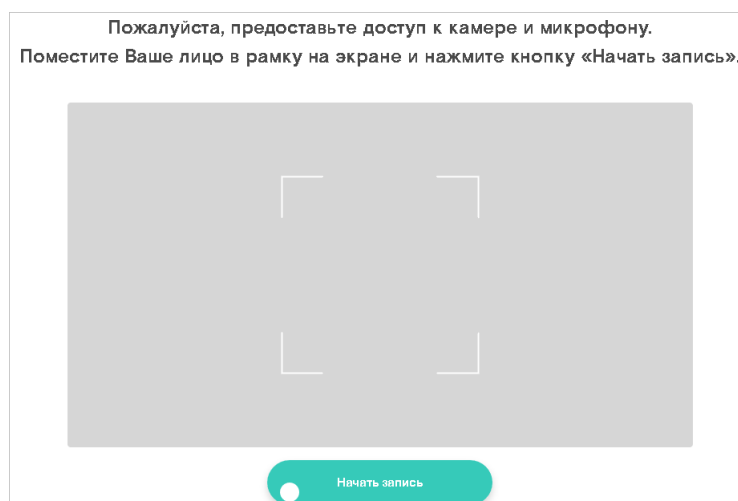 Пожалуйста, предоставьте доступ к камере и микрофону.
Поместите Ваше лицо в рамку на экране и нажмите кнопку «Начать запись».
Начать запись